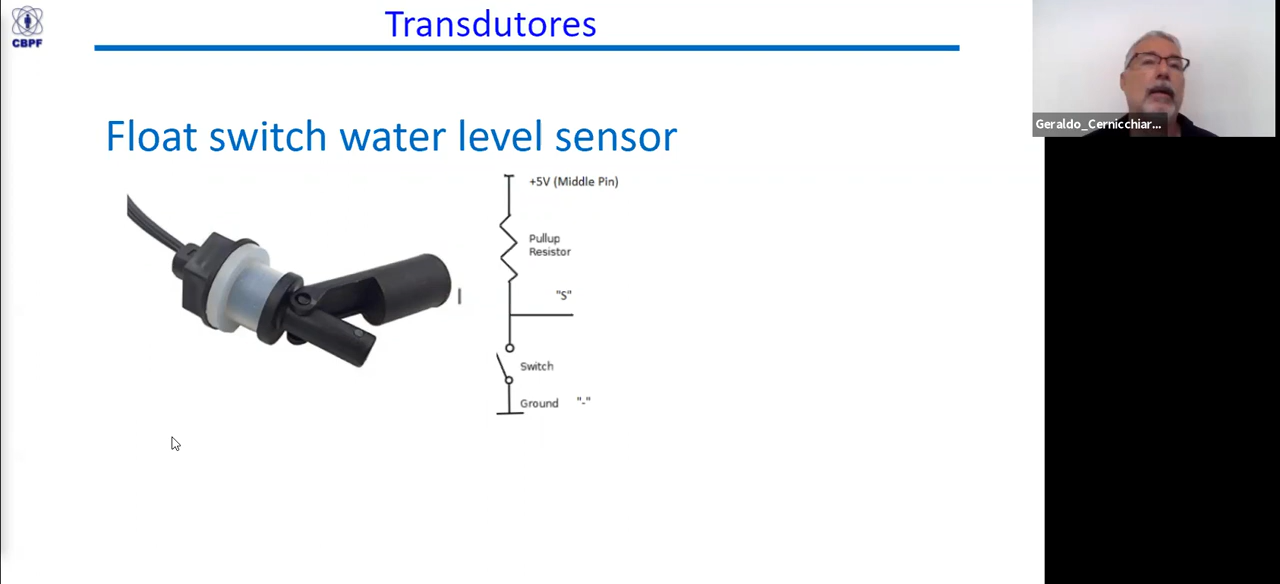 Transdutores
CBPF
Geraldo_Cernicchiar...
Float switch water level sensor
+5V (Middle Pin)
Pullup
Resistor
"S"
Switch
Ground "-"